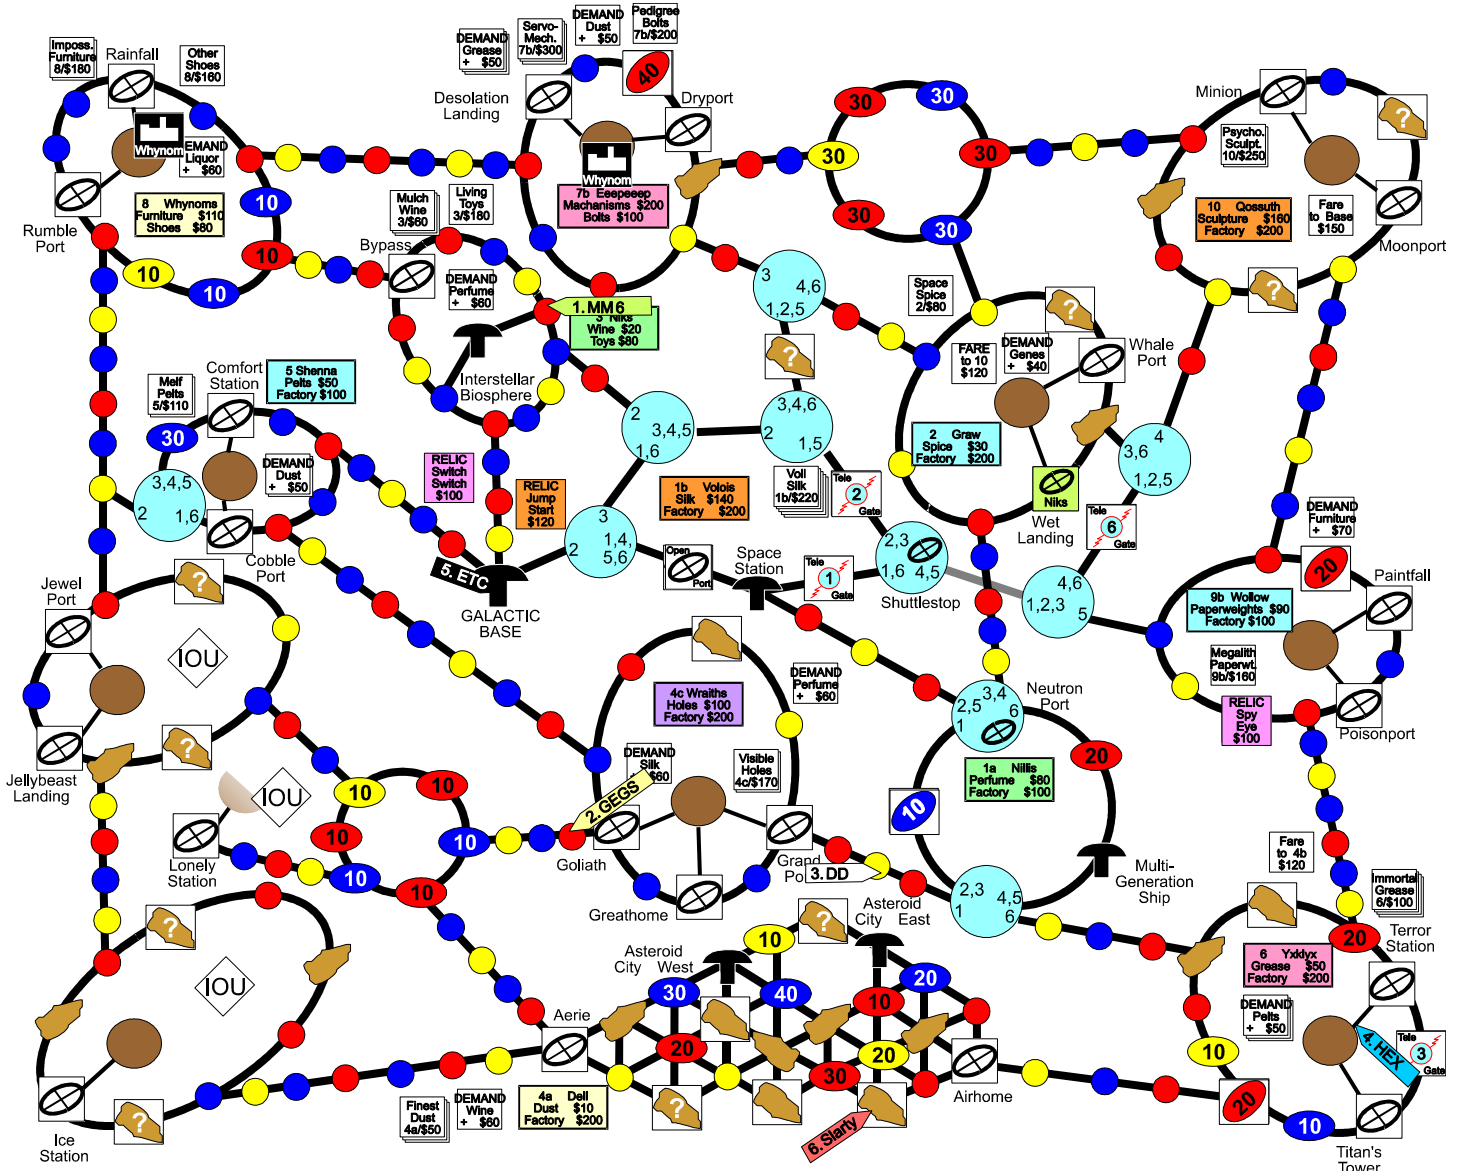 Imposs.
Furniture
8/$180
Rainfall
Other
Shoes
8/$160
DEMAND
Grease
+ $50
Servo-
Mech.
7b/$300
DEMAND
Dust
+ $50
Pedigree
Bolts
7b/$200
40
Desolation
Landing
Dryport
30
30
30
30
30
30
Minion
?
Psycho.
Sculpt.
10/$250
Whynom
EMAND
Liquor
+ $60
Whynom
Rumble
Port
8 Whynoms
Furniture $110
Shoes $80
10
10
10
10
Mulch
Wine
3/$60
Living
Toys
3/$180
Bypass
7b Eeepeeep
Machanisms $200
Bolts $100
10 Qossuth
Sculpture $160
Factory $200
Fare
to Base
$150
Moonport
?
DEMAND
Perfume
+ $60
1. MM6
3 Niks
Wine $20
Toys $80
3
4,6
1,2,5
?
Space
Spice
2/$80
?
FARE
to 10
$120
DEMAND
Genes
+ $40
Whale
Port
Comfort
Station
Melf
Pelts
5/$110
5 Shenna
Pelts $50
Factory $100
Interstellar
Biosphere
30
3,4,5
2
1,6
DEMAND
Dust
+ $50
2
3,4,5
1,6
3,4,6
2
1,5
2 Graw
Spice $30
Factory $200
4
3,6
1,2,5
RELIC
Switch
Switch
$100
RELIC
Jump
Start
$120
1b Volois
Silk $140
Factory $200
Voll
Silk
1b/$220
Tele
2
Gate
Niks
Wet
Landing
Tele
6
Gate
DEMAND
Furniture
+ $70
Cobble
Port
3
2
1,4,
5,6
Open
Port
Space
Station
Tele
1
Gate
2,3
1,6
4,5
Shuttlestop
4,6
1,2,3
5
20
Paintfall
5. ETC
GALACTIC
BASE
Jewel
Port
?
IOU
9b Wollow
Paperweights $90
Factory $100
Megalith
Paperwt.
9b/$160
RELIC
Spy
Eye
$100
Poisonport
?
4c Wraiths
Holes $100
Factory $200
DEMAND
Perfume
+ $60
3,4
2,5
6
1
Neutron
Port
?
Jellybeast
Landing
IOU
DEMAND
Silk
+ $60
Visible
Holes
4c/$170
1a Nillis
Perfume $80
Factory $100
20
10
10
10
10
10
10
10
2. GEGS
Goliath
Lonely
Station
Grand
Po
3. DD
Greathome
2,3
4,5
1
6
Multi-
Generation
Ship
Fare
to 4b
$120
Immortal
Grease
6/$100
Terror
Station
20
?
IOU
Asteroid
City West
Asteroid
City East
10
?
30
40
20
10
20
20
30
6 Yxklyx
Grease $50
Factory $200
DEMAND
Pelts
+ $50
4. HEX
Tele
3
Gate
Aerie
10
20
10
Airhome
Ice
Station
?
Finest
Dust
4a/$50
DEMAND
Wine
+ $60
4a Dell
Dust $10
Factory $200
?
6. Slarty
Titan's
Tower